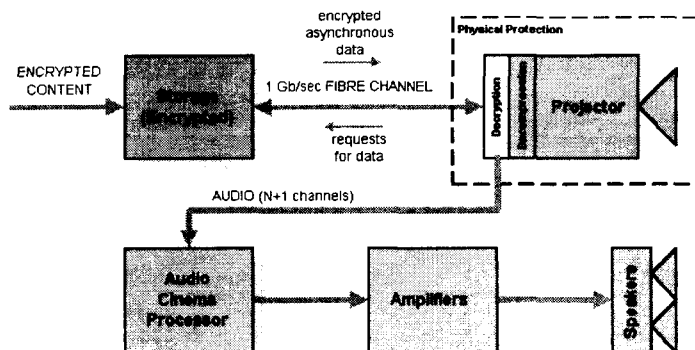 encrypted
asynchronous
data
Physical Protection
ENCRYPTED
CONTENT
Storage
(Encrypted)
1 Gb/sec FIBRE CHANNEL
requests
for data
Decryption
Decompression
Projector
AUDIO (N+1 channels)
Audio
Cinema
Processor
Amplifiers
Speakers